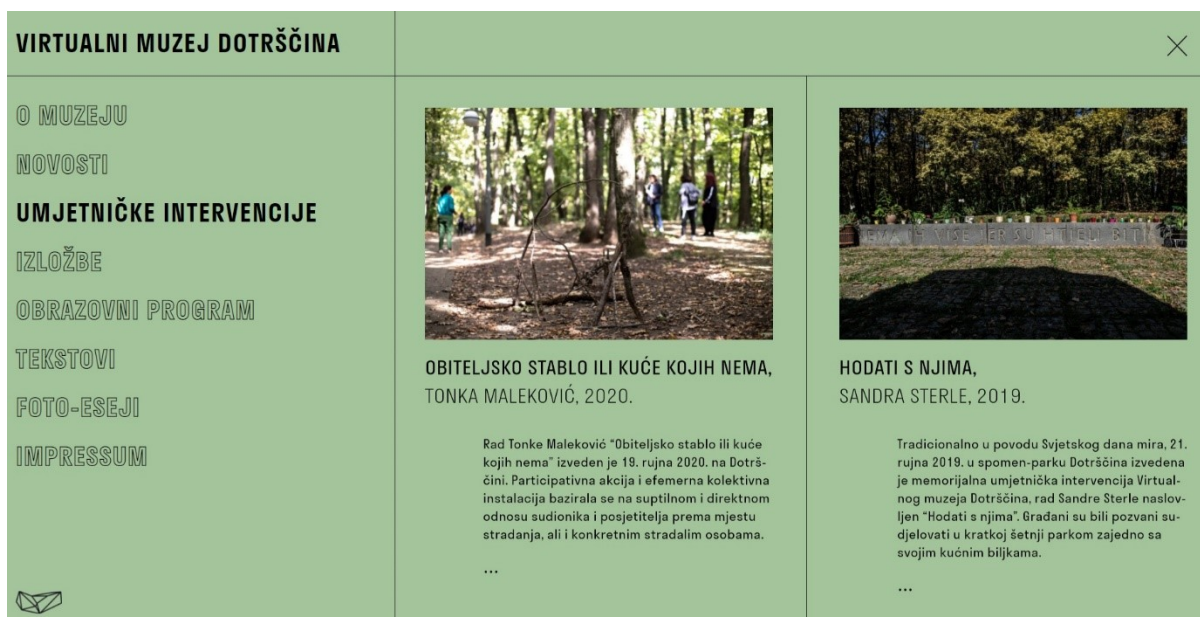 VIRTUALNI MUZEJ DOTRŠČINA
O MUZEJU
NOVOSTI
UMJETNIČKE INTERVENCIJE
IZLOŽBE
OBRAZOVNI PROGRAM
TEKSTOVI
FOTO-ESEJI
IMPRESSUM
OBITELJSKO STABLO ILI KUĆE KOJIH NEMA,
TONKA MALEKOVIĆ, 2020.
Rad Tonke Maleković “Obiteljsko stablo ili kuće
kojih nema” izveden je 19. rujna 2020. na Dotrš-
čini. Participativna akcija i efemerna kolektivna
instalacija bazirala se na suptilnom i direktnom
odnosu sudionika i posjetitelja prema mjestu
stradanja, ali i konkretnim stradalim osobama.
...
JER SU HTJELI BITI
HODATI S NJIMA,
SANDRA STERLE, 2019.
Tradicionalno u povodu Svjetskog dana mira, 21.
rujna 2019. u spomen-parku Dotrščina izvedena
je memorijalna umjetnička intervencija Virtual-
nog muzeja Dotrščina, rad Sandre Sterle naslov-
ljen “Hodati s njima”. Građani su bili pozvani su-
djelovati u kratkoj šetnji parkom zajedno sa
svojim kućnim biljkama.
...